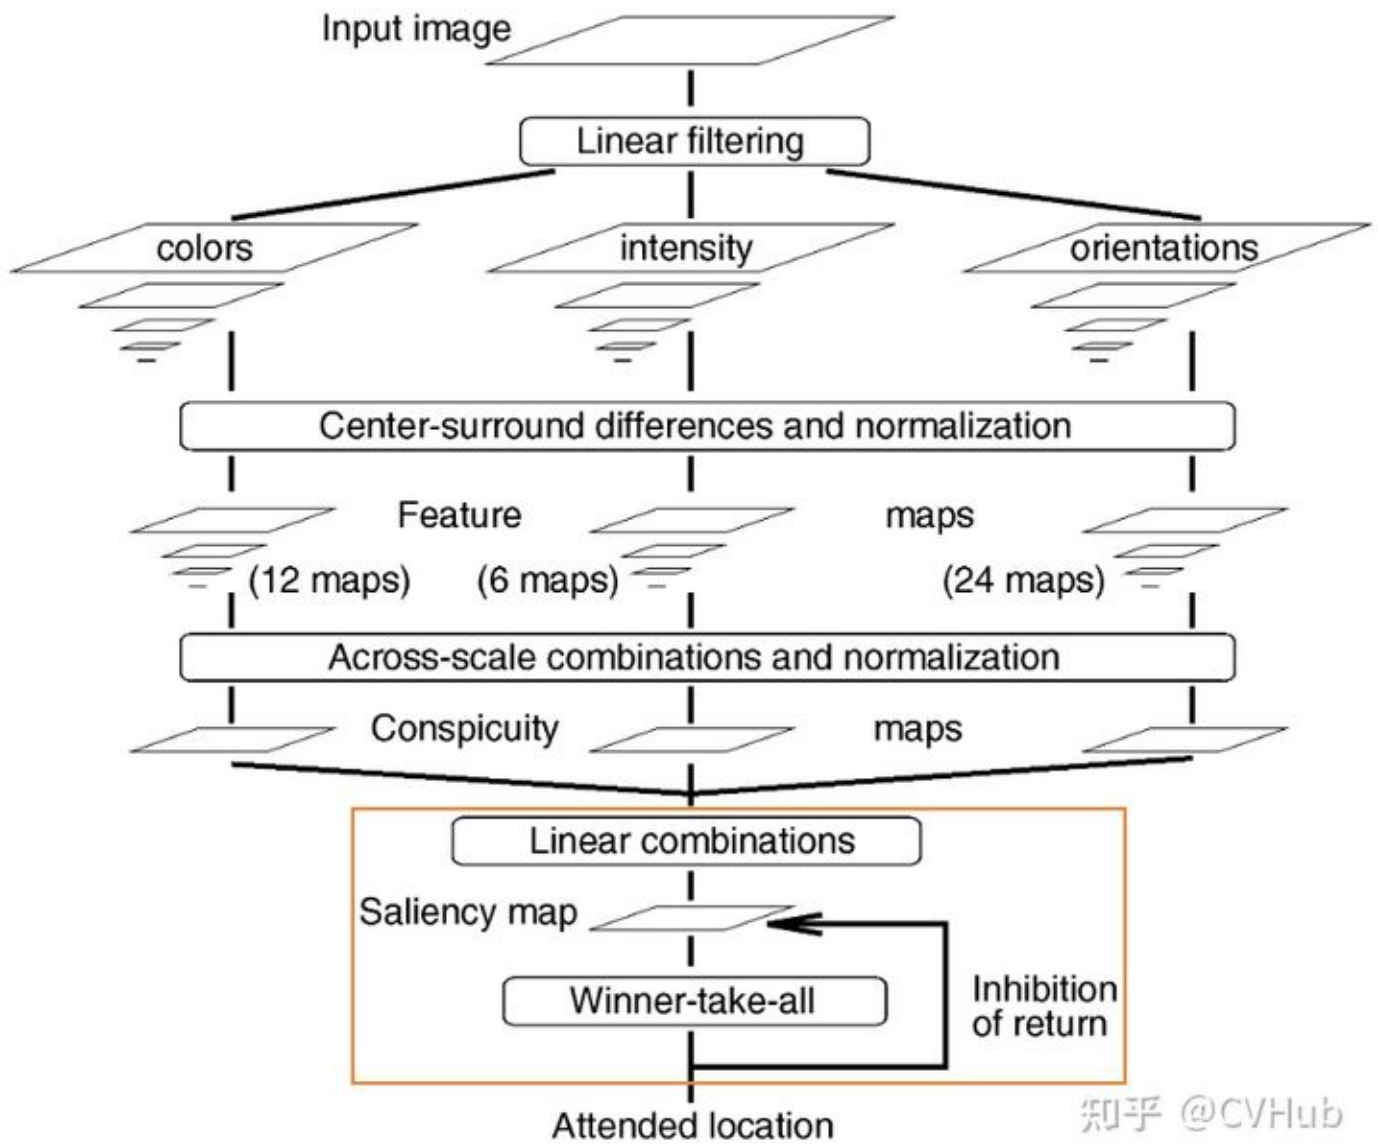 Input image
Linear filtering
colors intensity orientations
Center-surround differences and normalization
Feature maps
(12 maps) (6 maps) (24 maps)
Across-scale combinations and normalization
Conspicuity maps
Linear combinations
Saliency map
Winner-take-all
Inhibition
of return
Attended location
知乎 @CVHub